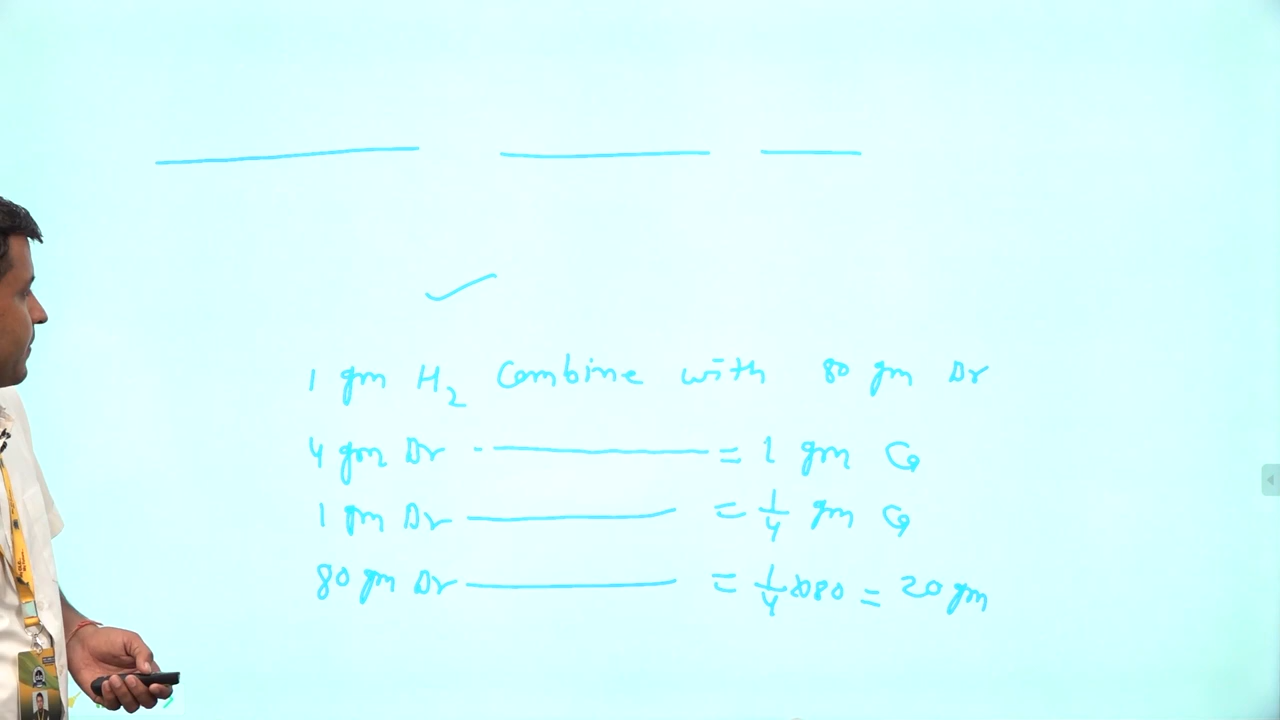 1 gm H2 Combine with 80 gm Br
4 gm Br = 1 gm Ca
1 gm Br = 1/4 gm Ca
80 gm Br = 1/4 x 80 = 20 gm